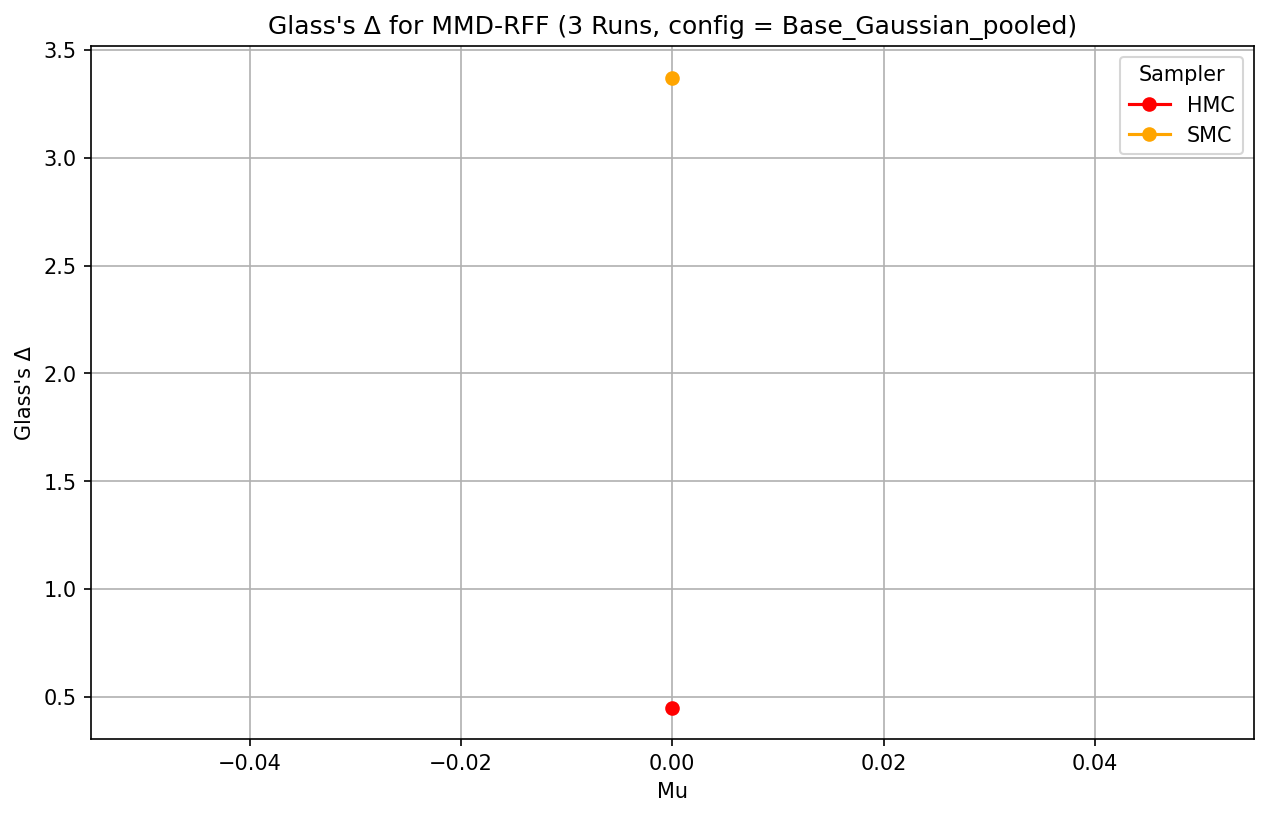 Glass's Δ for MMD-RFF (3 Runs, config = Base_Gaussian_pooled)
Sampler
HMC
SMC
Glass's Δ
3.5
3.0
2.5
2.0
1.5
1.0
0.5
−0.04
−0.02
0.00
0.02
0.04
Mu